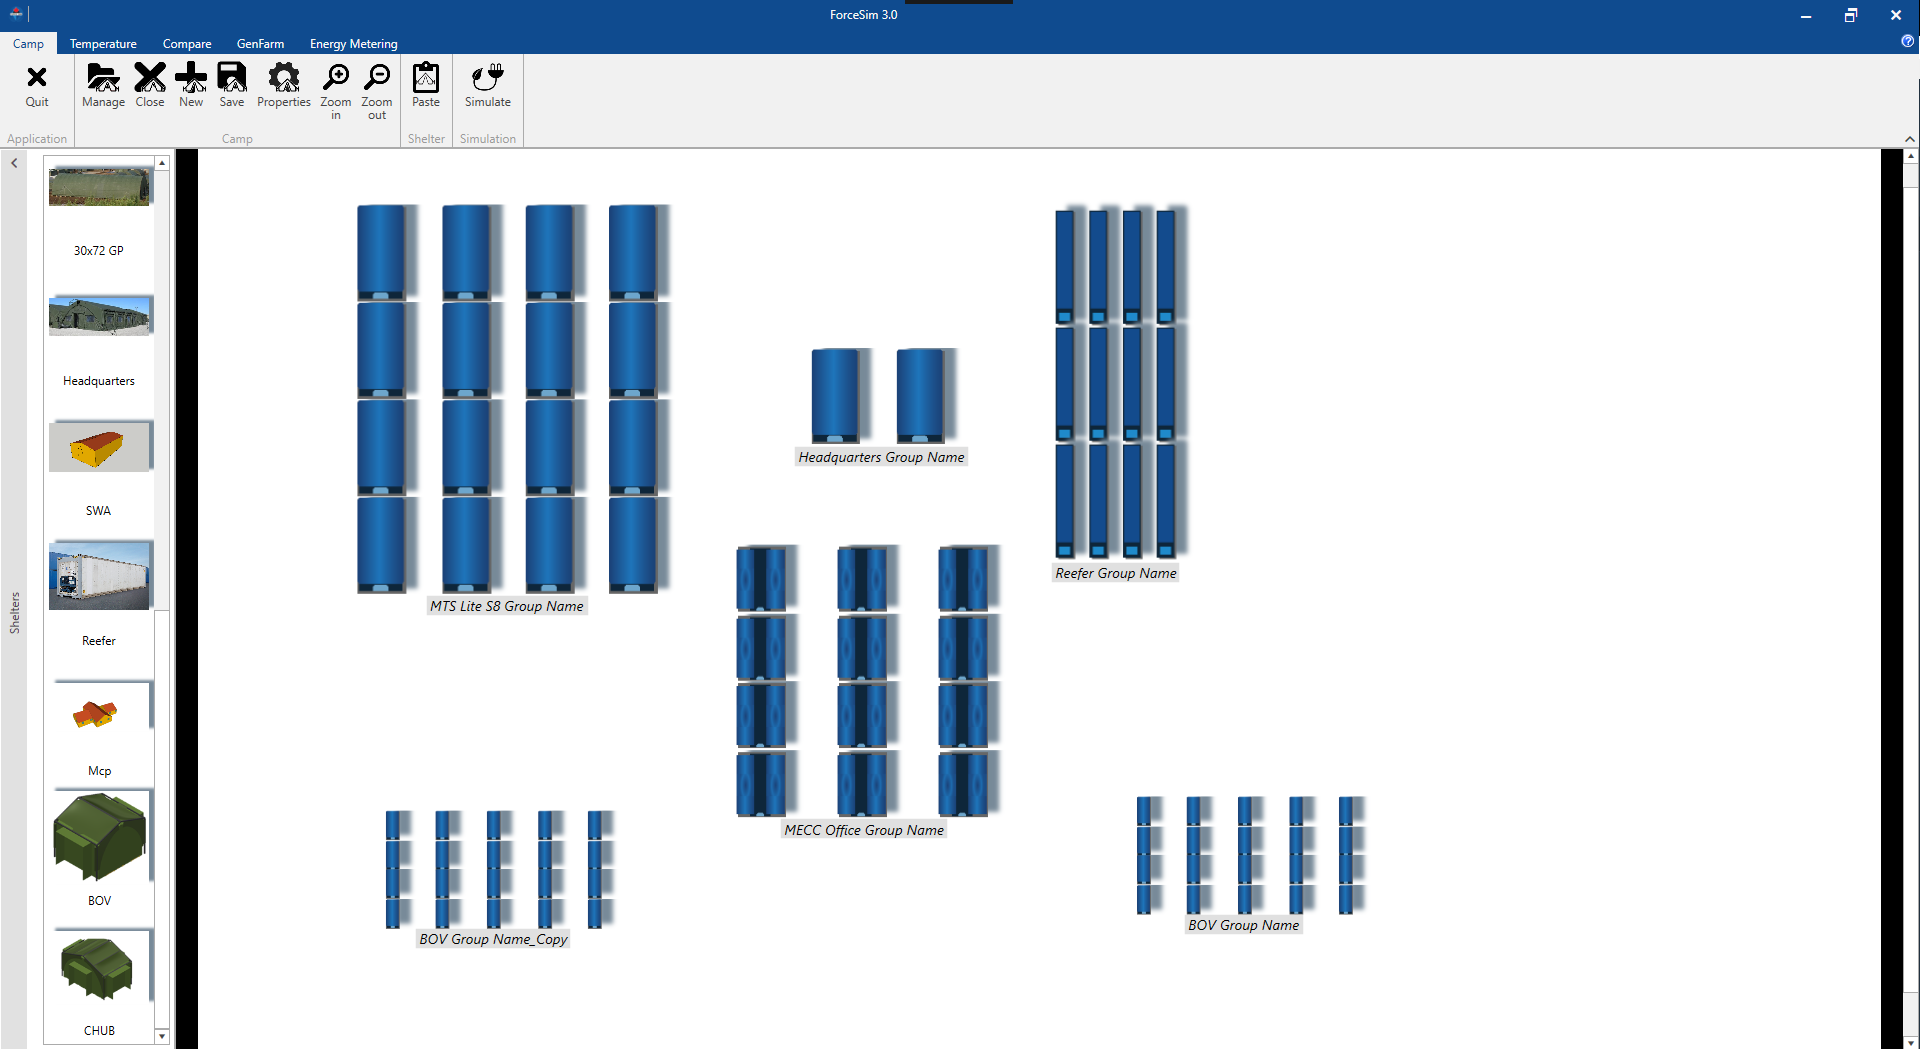 ForceSim 3.0
Camp Temperature Compare GenFarm Energy Metering
Quit
Manage
Close
New
Save
Properties
Zoom in
Zoom out
Paste
Simulate
Application
Camp
Shelter
Simulation
Shelters
30x72 GP
Headquarters
SWA
Reefer
Mcp
BOV
CHUB
MTS Lite S8 Group Name
Headquarters Group Name
Reefer Group Name
MECC Office Group Name
BOV Group Name_Copy
BOV Group Name